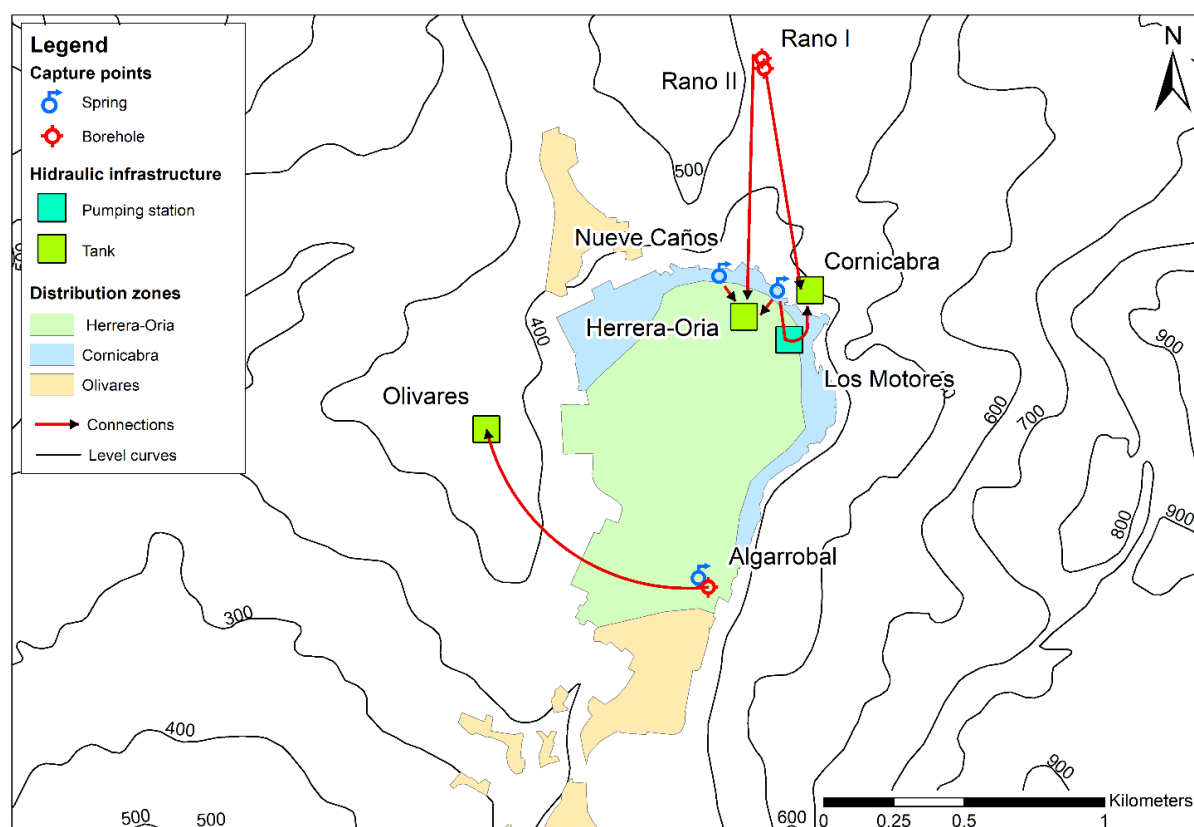 Legend
Capture points
Spring
Borehole
Hidraulic infrastructure
Pumping station
Tank
Distribution zones
Herrera-Oria
Cornicabra
Olivares
Connections
Level curves
Rano I
N
Rano II
500
Nueve Caños
Cornicabra
Herrera-Oria
400
Los Motores
900
Olivares
600
700
800
900
Algarrobal
300
400
900
Kilometers
500
500
600
0
0.25
0.5
1